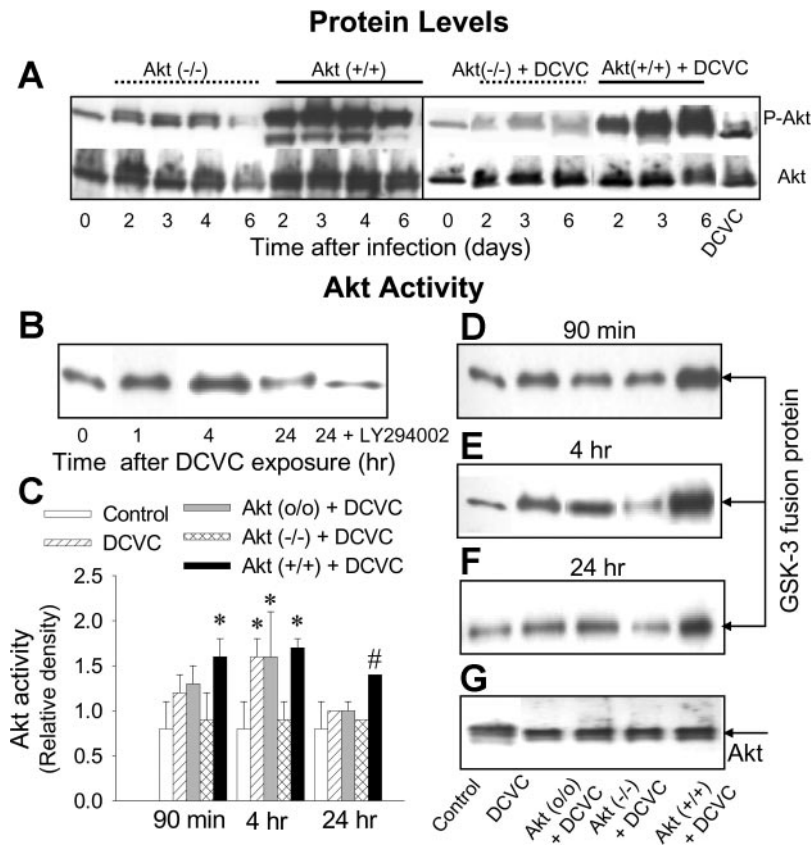 Protein Levels
A
Akt (-/-)
Akt (+/+)
Akt(-/-) + DCVC
Akt(+/+) + DCVC
P-Akt
Akt
0 2 3 4 6 2 3 4 6 0 2 3 6 2 3 6 DCVC
Time after infection (days)
Akt Activity
B
0 1 4 24 24 + LY294002
Time after DCVC exposure (hr)
C
Control
DCVC
Akt (o/o) + DCVC
Akt (-/-) + DCVC
Akt (+/+) + DCVC
Akt activity
(Relative density)
2.5
2.0
1.5
1.0
0.5
0.0
* * * * #
90 min 4 hr 24 hr
D
90 min
E
4 hr
F
24 hr
GSK-3 fusion protein
G
Akt
Control
DCVC
Akt (o/o)
+ DCVC
Akt (-/-)
+ DCVC
Akt (+/+)
+ DCVC